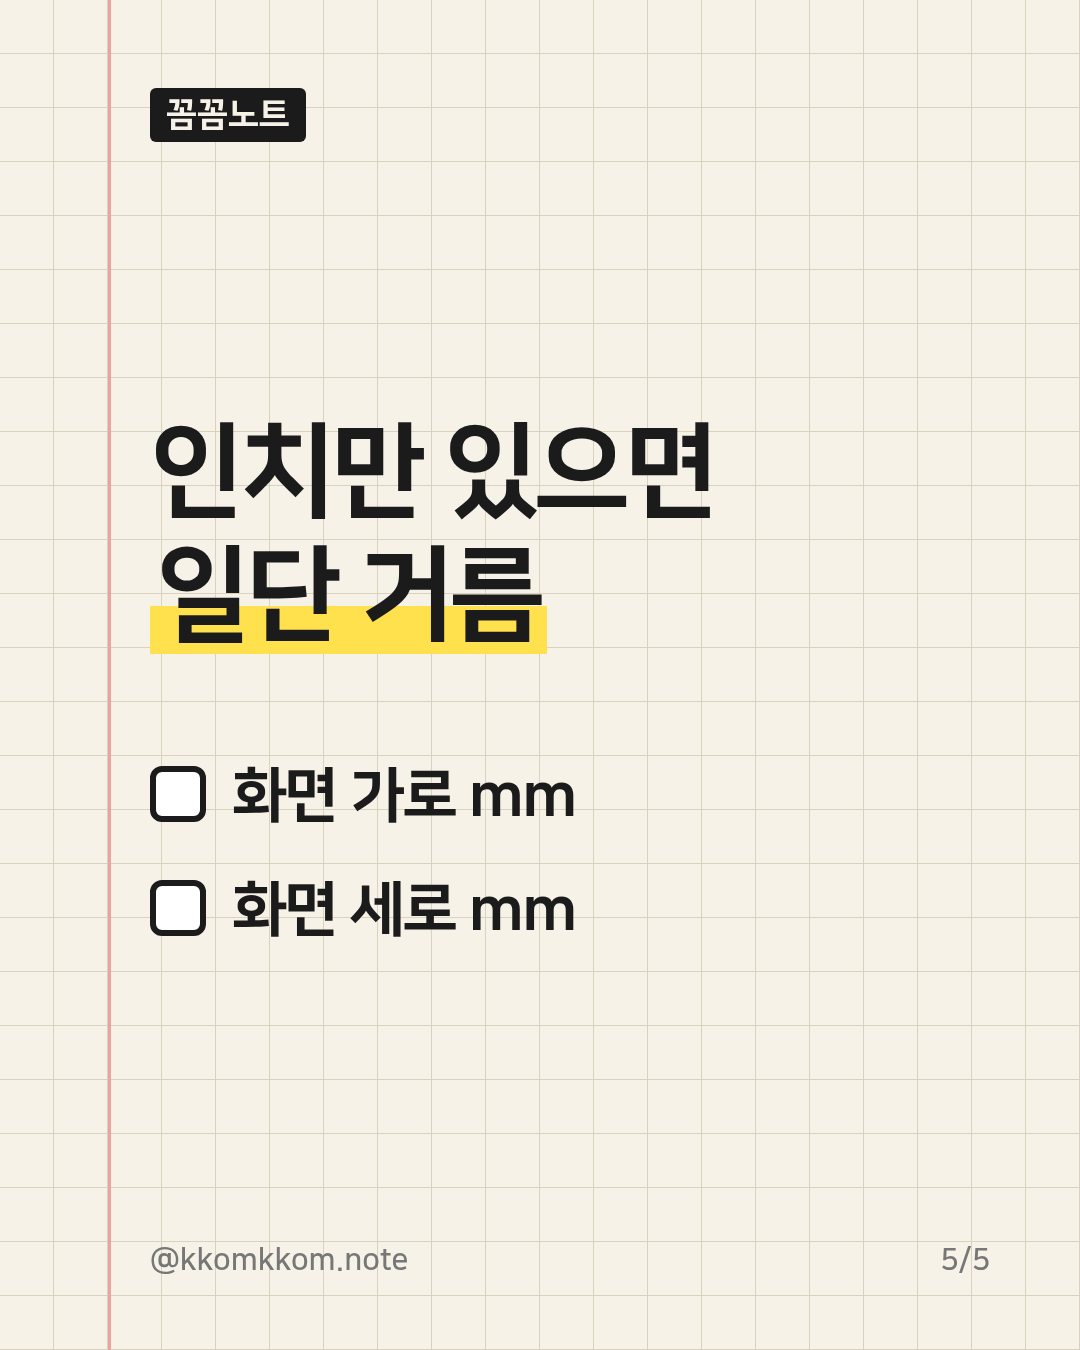 꼼꼼노트
인치만 있으면
일단 거름
화면 가로 mm
화면 세로 mm
@kkomkkom.note
5/5